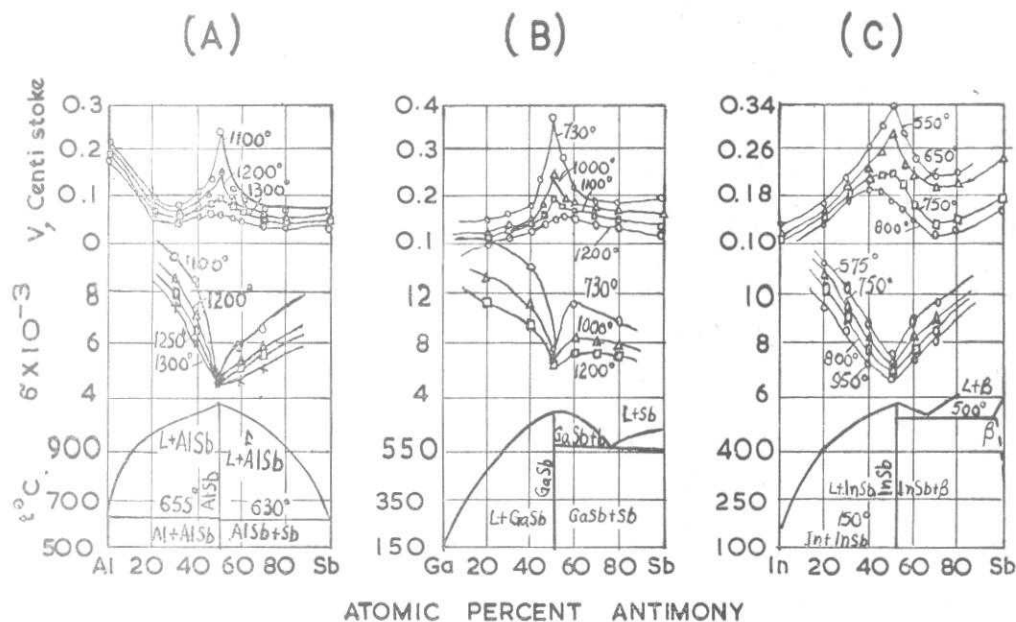 (A) (B) (C)
V, Centi stoke
0.3
0.2
0.1
0
1100°
1200°
1300°
0.4
0.3
0.2
0.1
730°
1000°
1100°
1200°
0.34
0.26
0.18
0.10
550°
650°
750°
800°
σ X10-3
8
6
4
1100°
1200°
1250°
1300°
12
10
8
6
730°
1000°
1200°
10
8
6
575°
750°
800°
950°
t°C
900
700
600
500
L+AlSb
L+AlSb
AlSb
655° 630°
Al+AlSb AlSb+Sb
550
350
150
L+Sb
GaSb
L+GaSb GaSb+Sb
400
250
100
L+β
500°
β
InSb
L+InSb InSb+β
150°
In+InSb
Al 20 40 60 80 Sb
Ga 20 40 60 80 Sb
In 20 40 60 80 Sb
ATOMIC PERCENT ANTIMONY